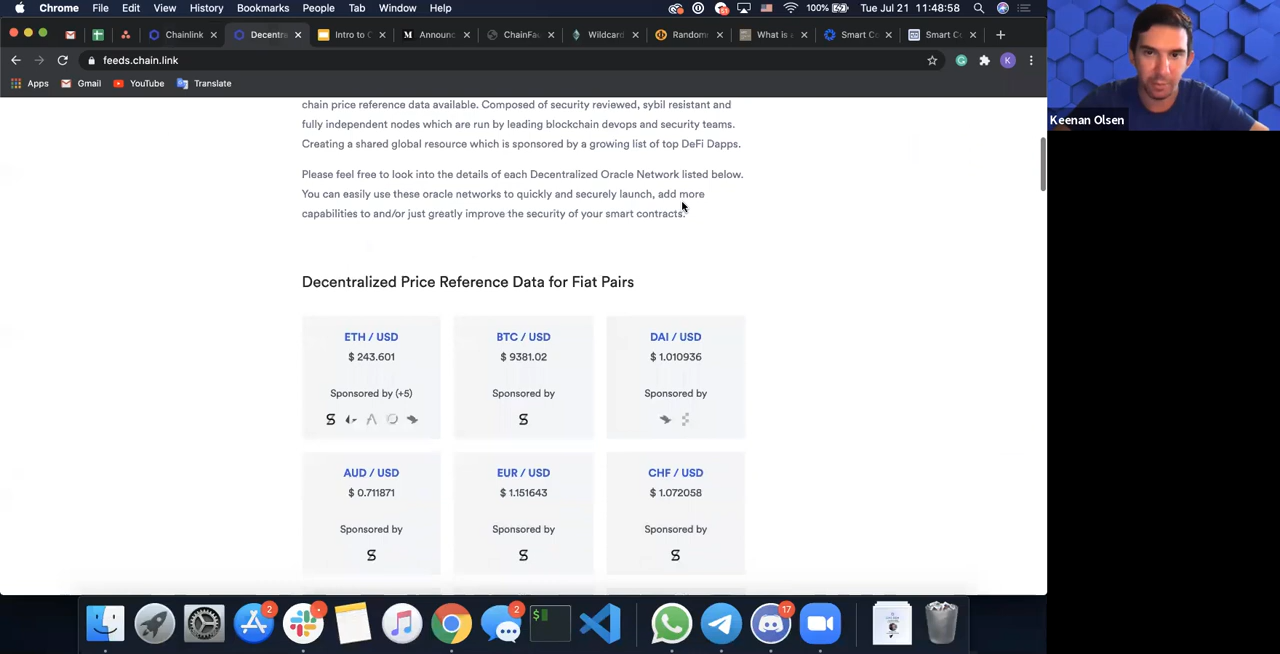 Chrome File Edit View History Bookmarks People Tab Window Help 100% Tue Jul 21 11:48:58
Chainlink Decentra Intro to C Announc ChainFau Wildcard Random What is a Smart Co Smart Co
feeds.chain.link K
Apps Gmail YouTube Translate
Keenan Olsen
chain price reference data available. Composed of security reviewed, sybil resistant and
fully independent nodes which are run by leading blockchain devops and security teams.
Creating a shared global resource which is sponsored by a growing list of top DeFi Dapps.
Please feel free to look into the details of each Decentralized Oracle Network listed below.
You can easily use these oracle networks to quickly and securely launch, add more
capabilities to and/or just greatly improve the security of your smart contracts.
Decentralized Price Reference Data for Fiat Pairs
ETH / USD
$ 243.601
Sponsored by (+5)
BTC / USD
$ 9381.02
Sponsored by
DAI / USD
$ 1.010936
Sponsored by
AUD / USD
$ 0.711871
Sponsored by
EUR / USD
$ 1.151643
Sponsored by
CHF / USD
$ 1.072058
Sponsored by
2 2 17